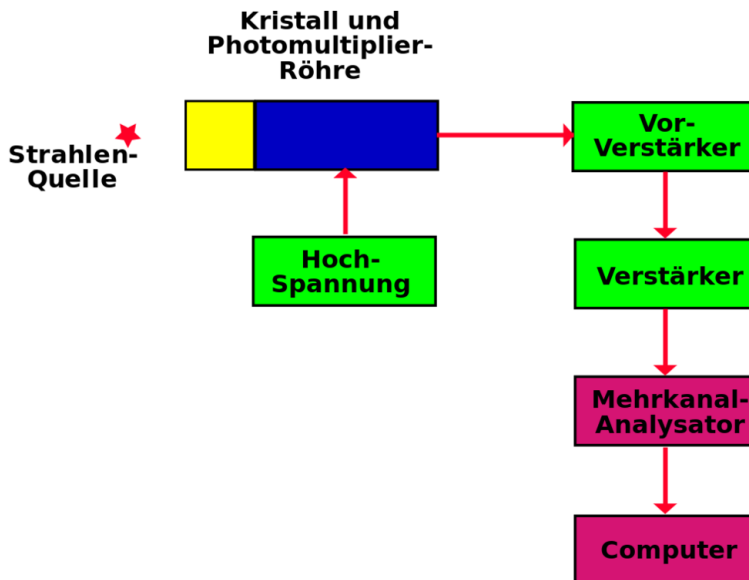 Kristall und
Photomultiplier-
Röhre
Strahlen-
Quelle
Vor-
Verstärker
Hoch-
Spannung
Verstärker
Mehrkanal-
Analysator
Computer